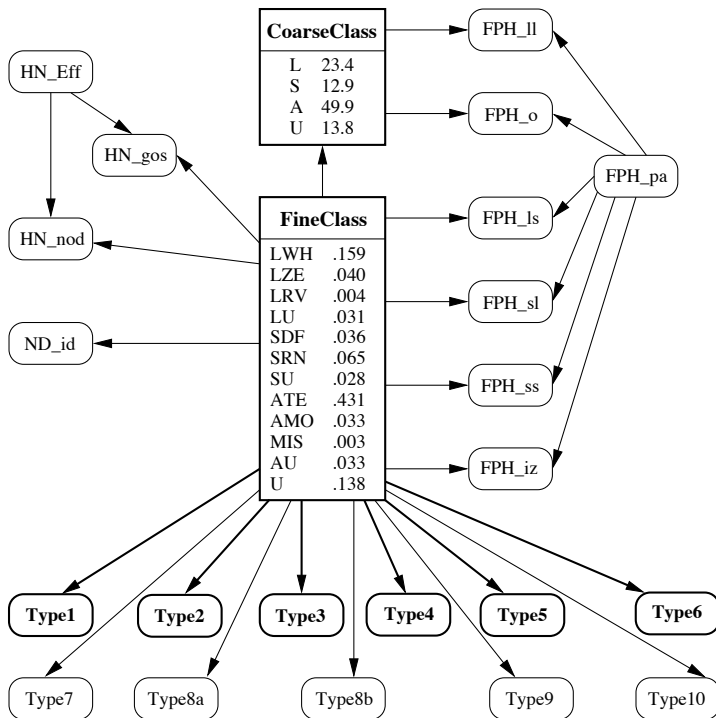 CoarseClass
L 23.4
S 12.9
A 49.9
U 13.8
FPH_ll
HN_Eff
FPH_o
HN_gos
FPH_pa
FineClass
LWH .159
LZE .040
LRV .004
LU .031
SDF .036
SRN .065
SU .028
ATE .431
AMO .033
MIS .003
AU .033
U .138
FPH_ls
HN_nod
FPH_sl
ND_id
FPH_ss
FPH_iz
Type1 Type2 Type3 Type4 Type5 Type6
Type7 Type8a Type8b Type9 Type10